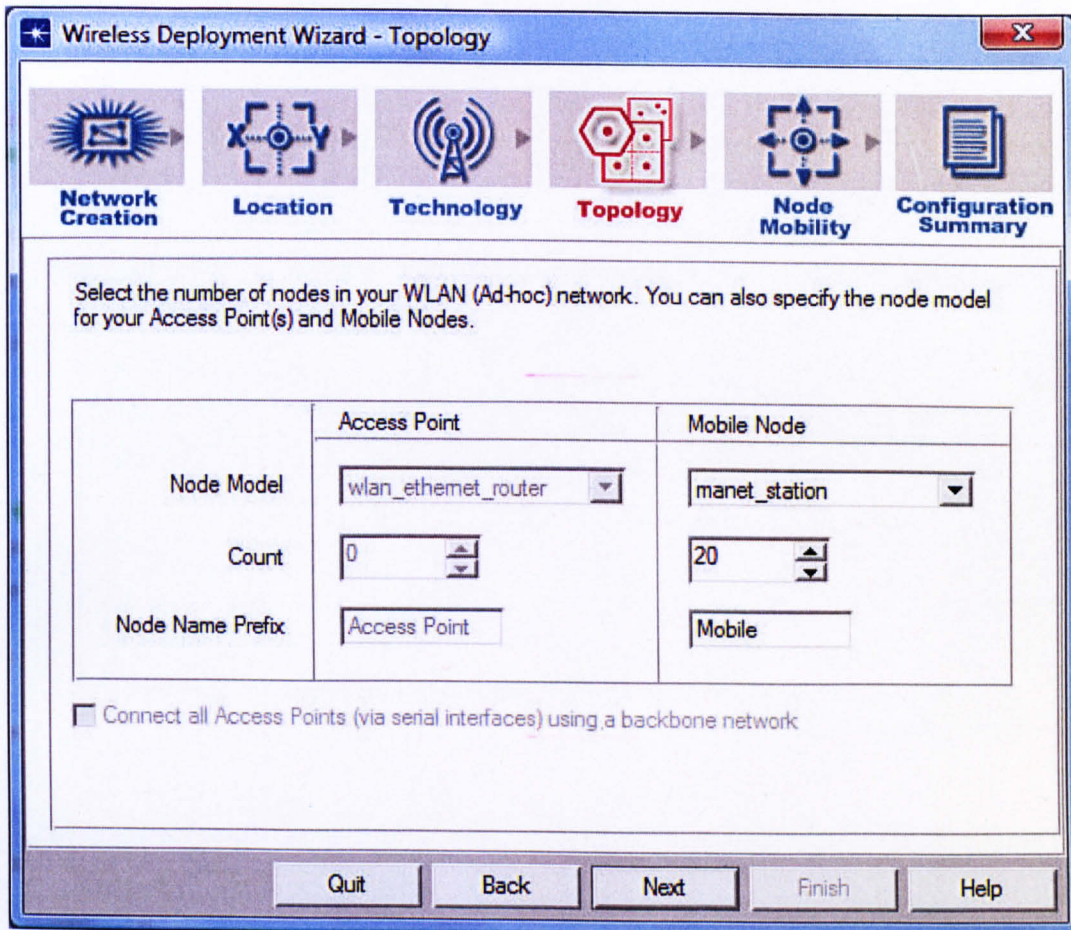 Wireless Deployment Wizard - Topology
X
X Y
Network
Creation
Location
Technology
Topology
Node
Mobility
Configuration
Summary
Select the number of nodes in your WLAN (Ad-hoc) network. You can also specify the node model
for your Access Point(s) and Mobile Nodes.
Access Point
Mobile Node
Node Model
wlan_ethernet_router
manet_station
Count
0
20
Node Name Prefix
Access Point
Mobile
Connect all Access Points (via serial interfaces) using a backbone network
Quit
Back
Next
Finish
Help